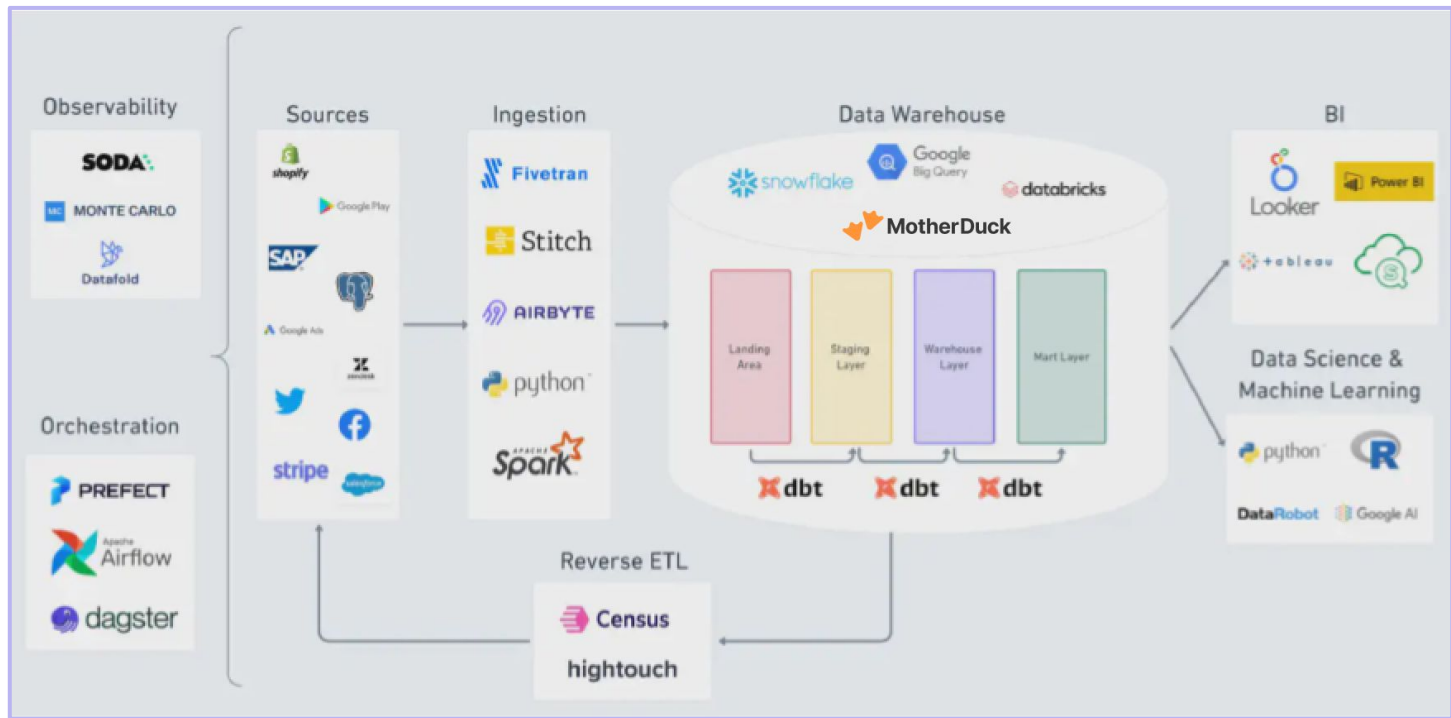 Observability
SODA
MC MONTE CARLO
Datafold
Orchestration
PREFECT
Apache
Airflow
dagster
Sources
shopify
Google Play
SAP
Google Ads
zendesk
stripe
salesforce
Ingestion
Fivetran
Stitch
AIRBYTE
python
APACHE
Spark
Data Warehouse
snowflake
Google
Big Query
databricks
MotherDuck
Landing
Area
Staging
Layer
Warehouse
Layer
Mart Layer
dbt
dbt
dbt
Reverse ETL
Census
hightouch
BI
Looker
Power BI
+ableau
S
Data Science &
Machine Learning
python
R
DataRobot
Google AI